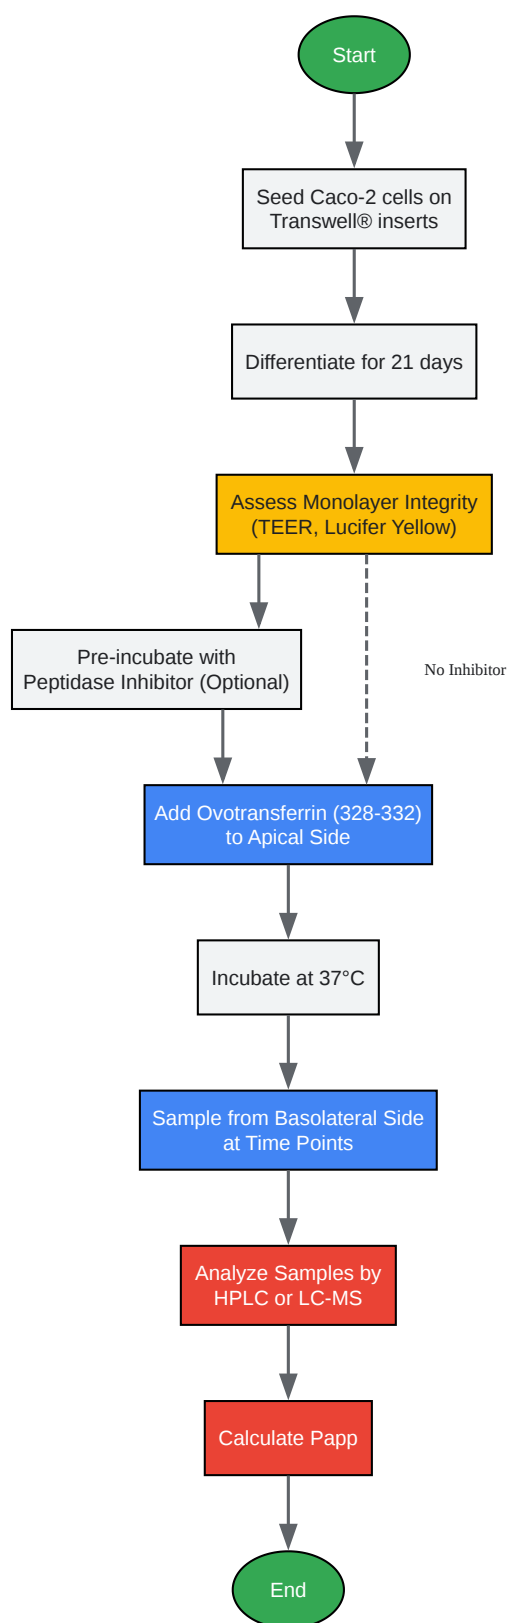 Start
Seed Caco-2 cells on
Transwell® inserts
Differentiate for 21 days
Assess Monolayer Integrity
(TEER, Lucifer Yellow)
Pre-incubate with
Peptidase Inhibitor (Optional)
No Inhibitor
Add Ovotransferrin (328-332)
to Apical Side
Incubate at 37°C
Sample from Basolateral Side
at Time Points
Analyze Samples by
HPLC or LC-MS
Calculate Papp
End